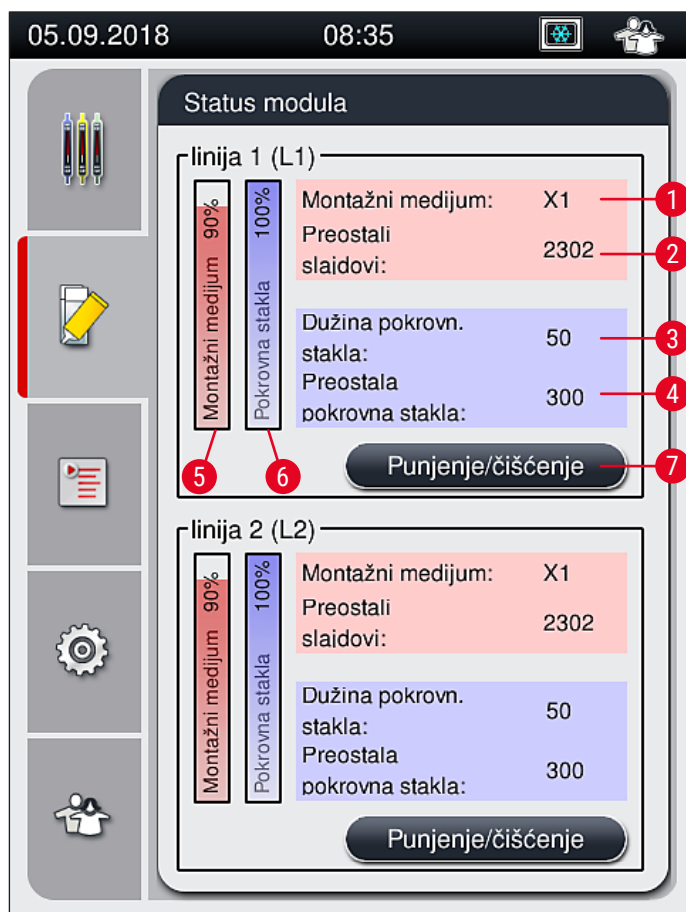 05.09.2018 08:35
Status modula
linija 1 (L1)
Montažni medijum 90%
Pokrovna stakla 100%
Montažni medijum: X1
Preostali
slajdovi: 2302
Dužina pokrovn.
stakla: 50
Preostala
pokrovna stakla: 300
Punjenje/čišćenje
1
2
3
4
5
6
7
linija 2 (L2)
Montažni medijum 90%
Pokrovna stakla 100%
Montažni medijum: X1
Preostali
slajdovi: 2302
Dužina pokrovn.
stakla: 50
Preostala
pokrovna stakla: 300
Punjenje/čišćenje